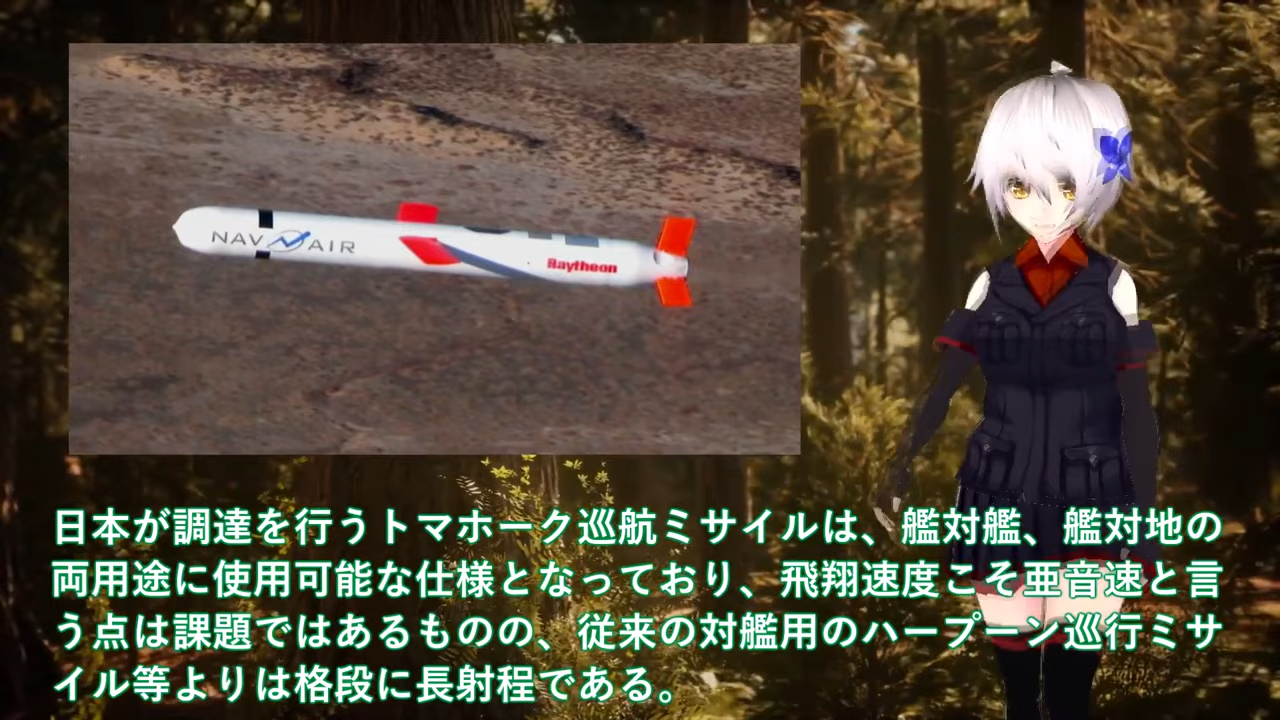 NAV AIR
Raytheon
日本が調達を行うトマホーク巡航ミサイルは、艦対艦、艦対地の
両用途に使用可能な仕様となっており、飛翔速度こそ亜音速と言
う点は課題ではあるものの、従来の対艦用のハープーン巡行ミサ
イル等よりは格段に長射程である。